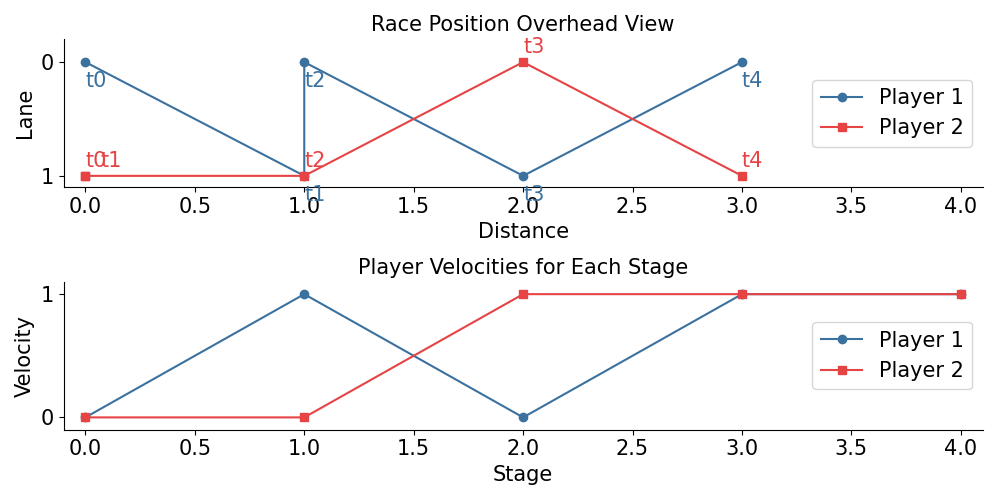 Race Position Overhead View
Lane
0
1
t0
t0
t1
t2
t2
t1
t3
t3
t4
t4
Player 1
Player 2
0.0 0.5 1.0 1.5 2.0 2.5 3.0 3.5 4.0
Distance
Player Velocities for Each Stage
Velocity
1
0
Player 1
Player 2
0.0 0.5 1.0 1.5 2.0 2.5 3.0 3.5 4.0
Stage